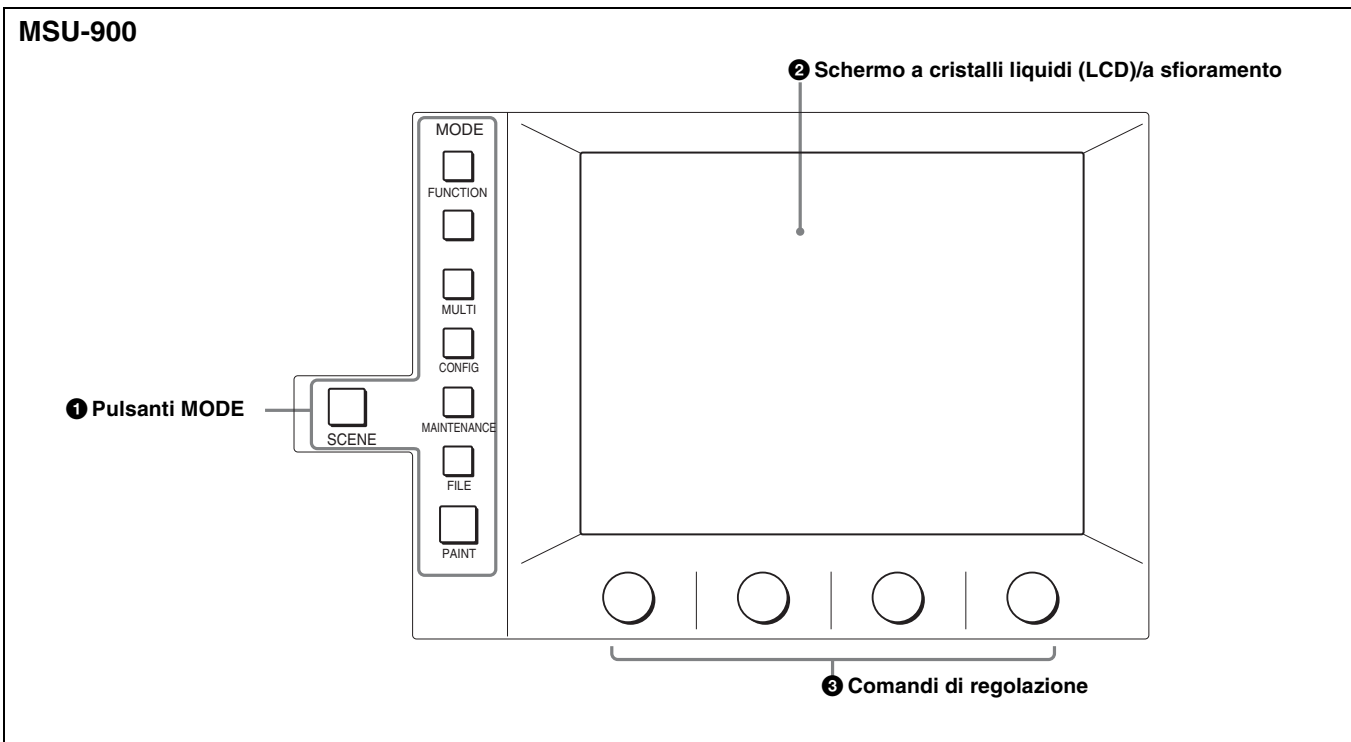 MSU-900
❷ Schermo a cristalli liquidi (LCD)/a sfioramento
MODE
FUNCTION
MULTI
CONFIG
❶ Pulsanti MODE
SCENE
MAINTENANCE
FILE
PAINT
❸ Comandi di regolazione